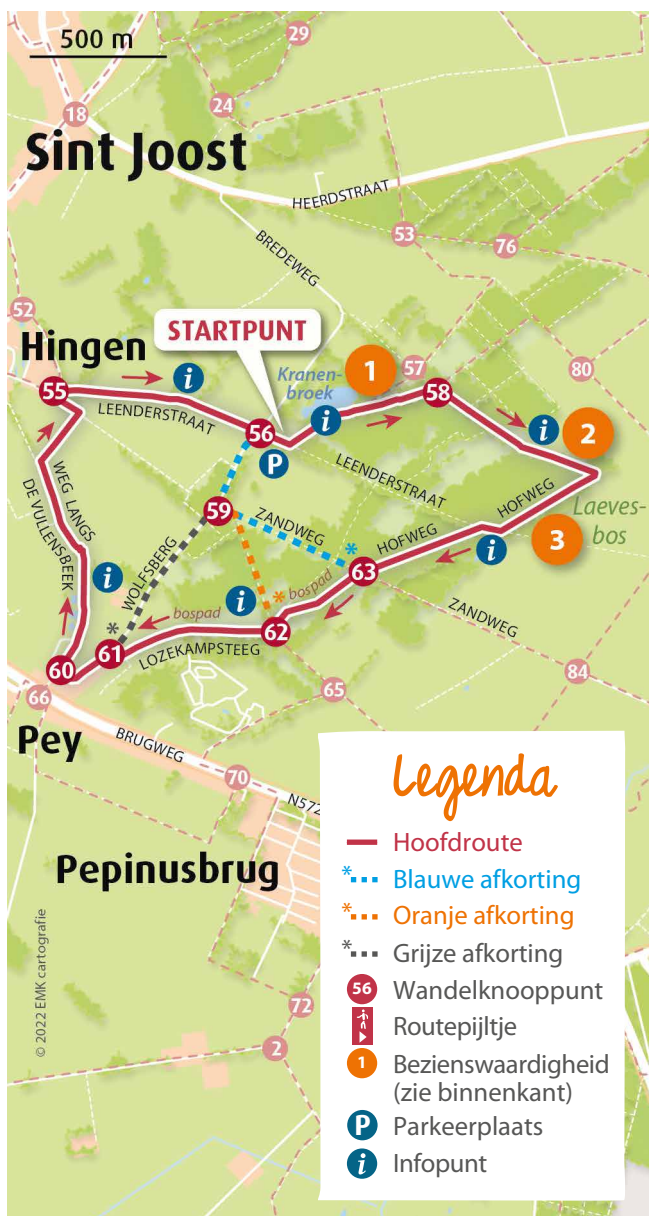 500 m
29
24
18
Sint Joost
HEERDSTRAAT
BREDEWEG
53
76
52
Hingen
STARTPUNT
Kranen-
broek
1
57
80
55
i
58
LEENDERSTRAAT
56
i
i
2
P
LEENDERSTRAAT
HOFWEG
Laeves-
bos
59
ZANDWEG
WEG LANGS
DE VULLENSBEEK
WOLFSBERG
HOFWEG
i
3
*
63
i
i
* bospad
ZANDWEG
* bospad
62
61
LOZEKAMPSTEEG
60
84
66
65
Pey
BRUGWEG
70
N572
Pepinusbrug
72
2
© 2022 EMK cartografie
Legenda
Hoofdroute
* Blauwe afkorting
* Oranje afkorting
* Grijze afkorting
56 Wandelknooppunt
Routepijltje
1 Bezienswaardigheid
(zie binnenkant)
P Parkeerplaats
i Infopunt